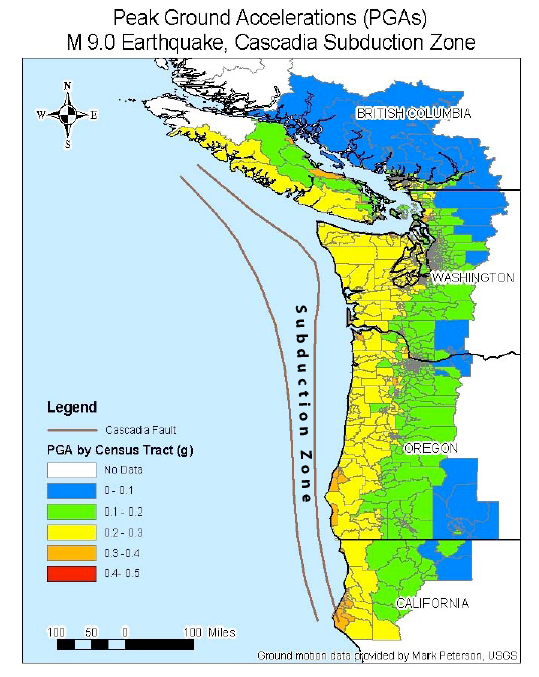 Peak Ground Accelerations (PGAs)
M 9.0 Earthquake, Cascadia Subduction Zone
N
W E
S
BRITISH COLUMBIA
WASHINGTON
Subduction Zone
OREGON
CALIFORNIA
Legend
Cascadia Fault
PGA by Census Tract (g)
No Data
0 - 0.1
0.1 - 0.2
0.2 - 0.3
0.3 -0.4
0.4- 0.5
100 50 0 100 Miles
Ground motion data provided by Mark Peterson, USGS